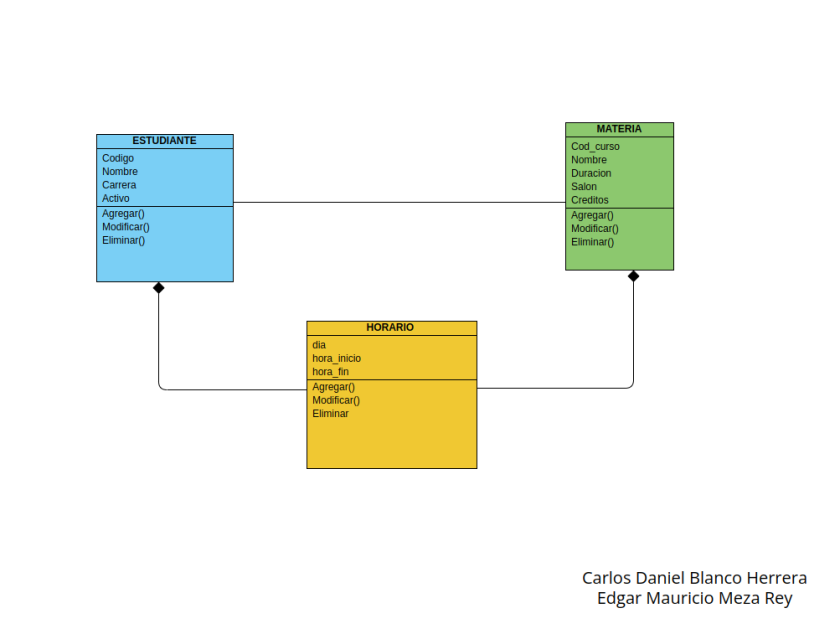 ESTUDIANTE
Codigo
Nombre
Carrera
Activo
Agregar()
Modificar()
Eliminar()
MATERIA
Cod_curso
Nombre
Duracion
Salon
Creditos
Agregar()
Modificar()
Eliminar()
HORARIO
dia
hora_inicio
hora_fin
Agregar()
Modificar()
Eliminar
Carlos Daniel Blanco Herrera
Edgar Mauricio Meza Rey